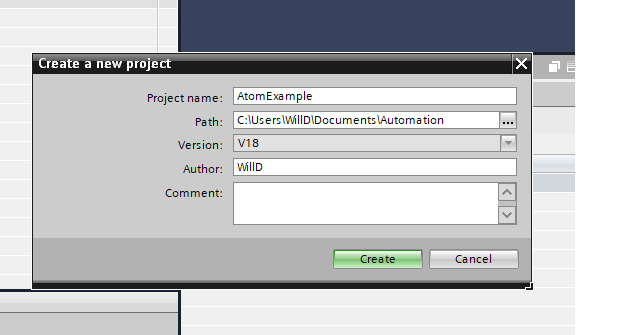 Create a new project
Project name: AtomExample
Path: C:\Users\WillD\Documents\Automation ...
Version: V18
Author: WillD
Comment:
Create Cancel